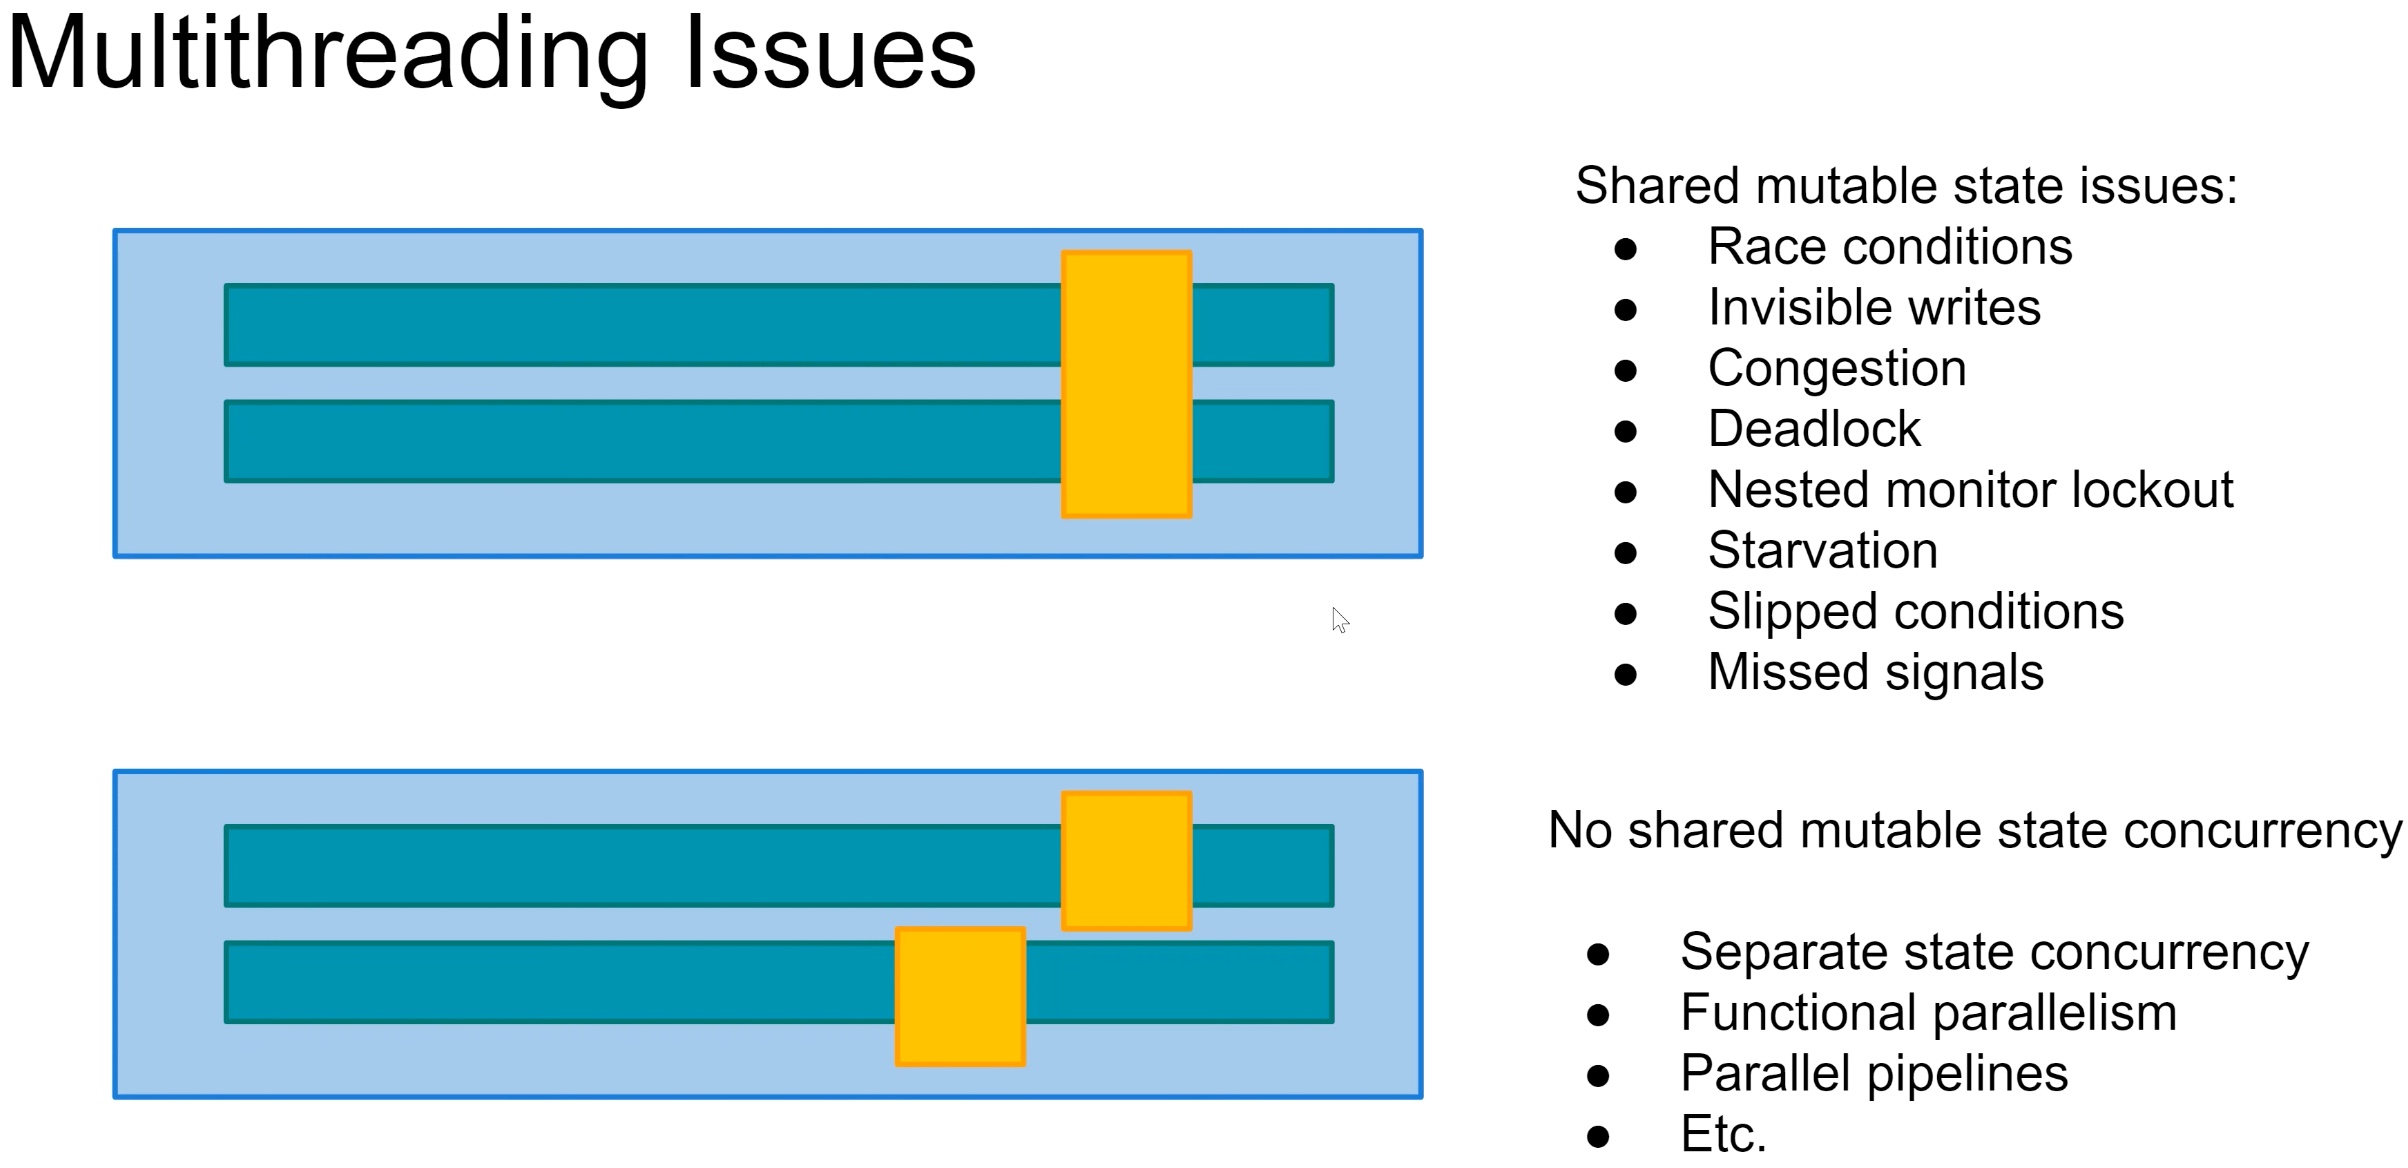 Multithreading Issues
Shared mutable state issues:
● Race conditions
● Invisible writes
● Congestion
● Deadlock
● Nested monitor lockout
● Starvation
● Slipped conditions
● Missed signals
No shared mutable state concurrency
● Separate state concurrency
● Functional parallelism
● Parallel pipelines
● Etc.